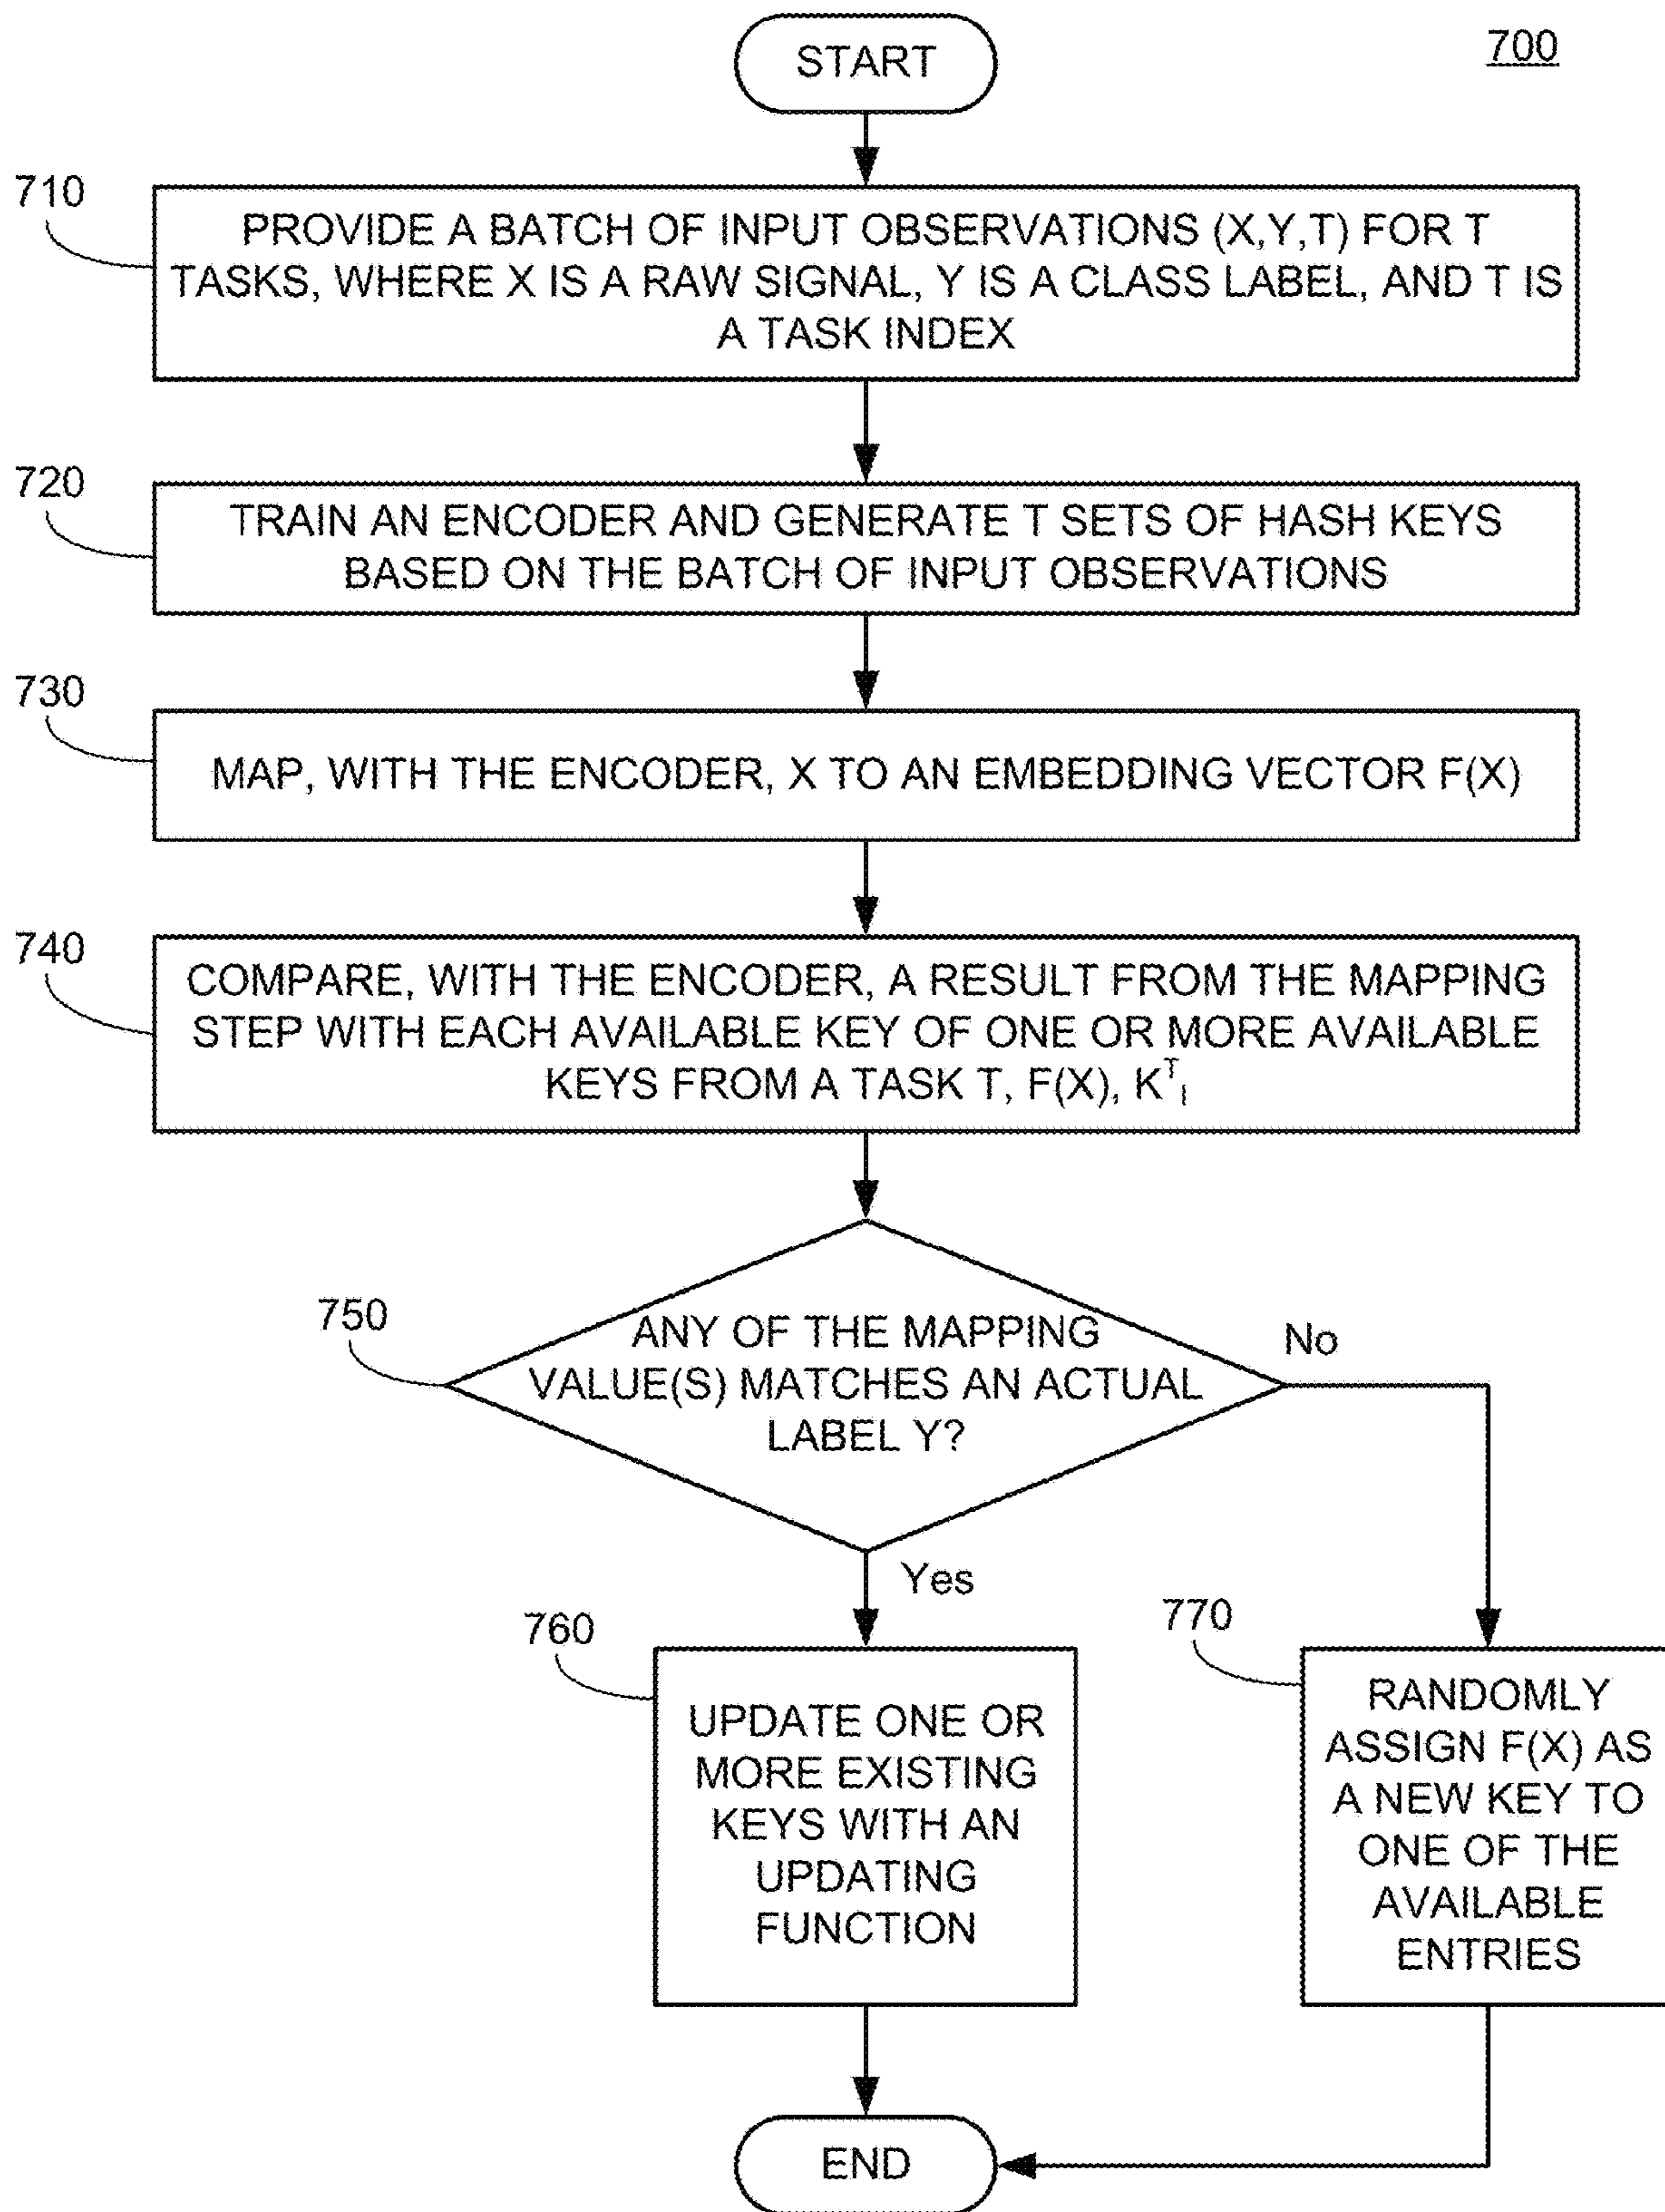 START
700
710
PROVIDE A BATCH OF INPUT OBSERVATIONS (X,Y,T) FOR T
TASKS, WHERE X IS A RAW SIGNAL, Y IS A CLASS LABEL, AND T IS
A TASK INDEX
720
TRAIN AN ENCODER AND GENERATE T SETS OF HASH KEYS
BASED ON THE BATCH OF INPUT OBSERVATIONS
730
MAP, WITH THE ENCODER, X TO AN EMBEDDING VECTOR F(X)
740
COMPARE, WITH THE ENCODER, A RESULT FROM THE MAPPING
STEP WITH EACH AVAILABLE KEY OF ONE OR MORE AVAILABLE
KEYS FROM A TASK T, F(X), K^T_I
750
ANY OF THE MAPPING
VALUE(S) MATCHES AN ACTUAL
LABEL Y?
No
Yes
760
UPDATE ONE OR
MORE EXISTING
KEYS WITH AN
UPDATING
FUNCTION
770
RANDOMLY
ASSIGN F(X) AS
A NEW KEY TO
ONE OF THE
AVAILABLE
ENTRIES
END